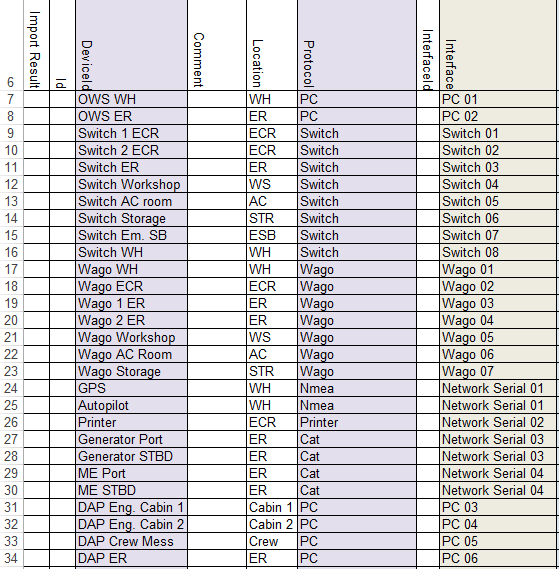 6 Import Result Id DeviceId Comment Location Protocol InterfaceId Interface
7 OWS WH WH PC PC 01
8 OWS ER ER PC PC 02
9 Switch 1 ECR ECR Switch Switch 01
10 Switch 2 ECR ECR Switch Switch 02
11 Switch ER ER Switch Switch 03
12 Switch Workshop WS Switch Switch 04
13 Switch AC room AC Switch Switch 05
14 Switch Storage STR Switch Switch 06
15 Switch Em. SB ESB Switch Switch 07
16 Switch WH WH Switch Switch 08
17 Wago WH WH Wago Wago 01
18 Wago ECR ECR Wago Wago 02
19 Wago 1 ER ER Wago Wago 03
20 Wago 2 ER ER Wago Wago 04
21 Wago Workshop WS Wago Wago 05
22 Wago AC Room AC Wago Wago 06
23 Wago Storage STR Wago Wago 07
24 GPS WH Nmea Network Serial 01
25 Autopilot WH Nmea Network Serial 01
26 Printer ECR Printer Network Serial 02
27 Generator Port ER Cat Network Serial 03
28 Generator STBD ER Cat Network Serial 03
29 ME Port ER Cat Network Serial 04
30 ME STBD ER Cat Network Serial 04
31 DAP Eng. Cabin 1 Cabin 1 PC PC 03
32 DAP Eng. Cabin 2 Cabin 2 PC PC 04
33 DAP Crew Mess Crew PC PC 05
34 DAP ER ER PC PC 06